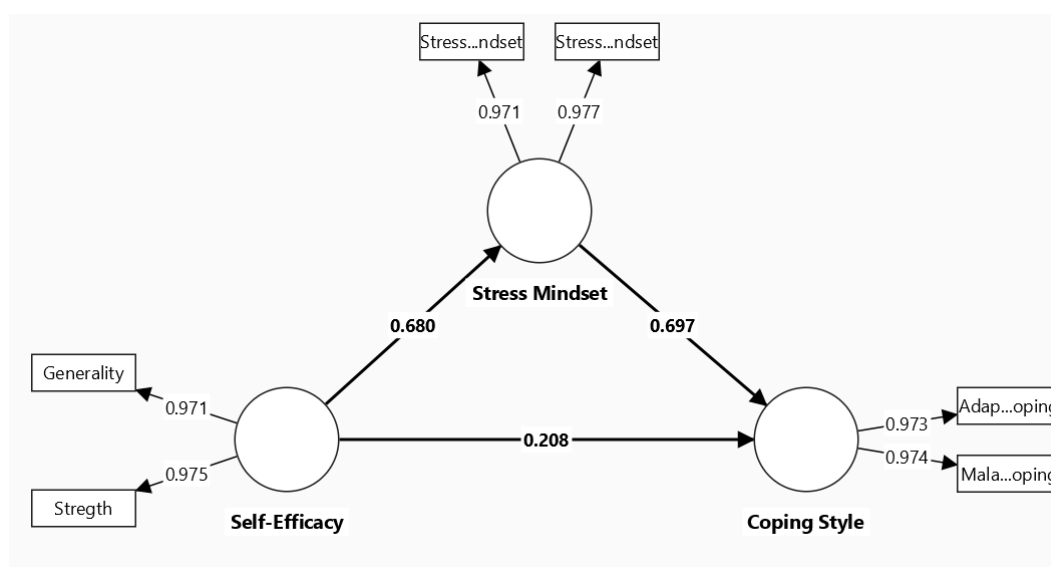 Stress...ndset
Stress...ndset
0.971
0.977
Stress Mindset
0.680
0.697
Generality
0.971
Stregth
0.975
Self-Efficacy
0.208
Adap...oping
0.973
0.974
Mala...oping
Coping Style